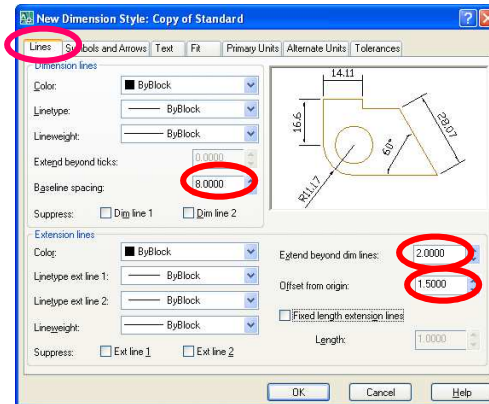 New Dimension Style: Copy of Standard
Lines Symbols and Arrows Text Fit Primary Units Alternate Units Tolerances
Dimension lines
Color: ByBlock
Linetype: ByBlock
Lineweight: ByBlock
Extend beyond ticks: 0.0000
Baseline spacing: 8.0000
Suppress: Dim line 1 Dim line 2
14.11
16.6
28.07
60°
R11.17
Extension lines
Color: ByBlock
Linetype ext line 1: ByBlock
Linetype ext line 2: ByBlock
Lineweight: ByBlock
Suppress: Ext line 1 Ext line 2
Extend beyond dim lines: 2.0000
Offset from origin: 1.5000
Fixed length extension lines
Length: 1.0000
OK Cancel Help